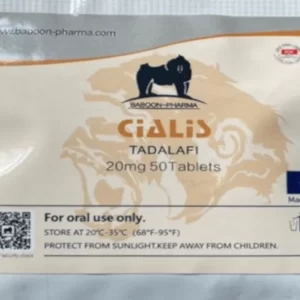 www.baboon-pharma.com
BABOON-PHARMA
CiALiS
TADALAFI
20mg 50Tablets
For oral use only.
STORE AT 20℃-35℃ (68°F-95°F)
PROTECT FROM SUNLIGHT.KEEP AWAY FROM CHILDREN.